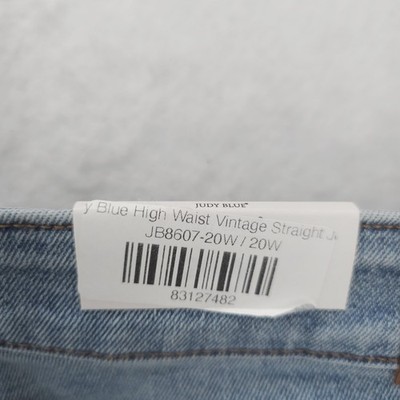 JUDY BLUE
y Blue High Waist Vintage Straight J
JB8607-20W / 20W
83127482